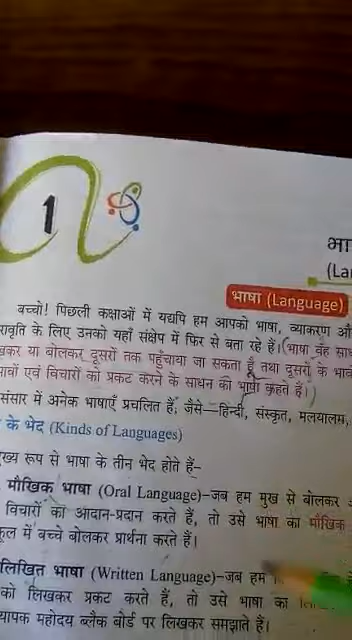 1
भा
(La
भाषा (Language)
बच्चो! पिछली कक्षाओं में यद्यपि हम आपको भाषा, व्याकरण औ
रावृति के लिए उनको यहाँ संक्षेप में फिर से बता रहे हैं। (भाषा वह साध
खकर या बोलकर दूसरों तक पहुँचाया जा सकता है तथा दूसरों के भाव
भावों एवं विचारों को प्रकट करने के साधन को भाषा कहते हैं।)
संसार में अनेक भाषाएँ प्रचलित हैं, जैसे—हिन्दी, संस्कृत, मलयालम,
के भेद (Kinds of Languages)
ख्य रूप से भाषा के तीन भेद होते हैं–
मौखिक भाषा (Oral Language)–जब हम मुख से बोलकर
विचारों का आदान-प्रदान करते हैं, तो उसे भाषा का मौखिक
कूल में बच्चे बोलकर प्रार्थना करते हैं।
लिखित भाषा (Written Language)–जब हम
को लिखकर प्रकट करते हैं, तो उसे भाषा का
यापक महोदय ब्लैक बोर्ड पर लिखकर समझाते हैं।